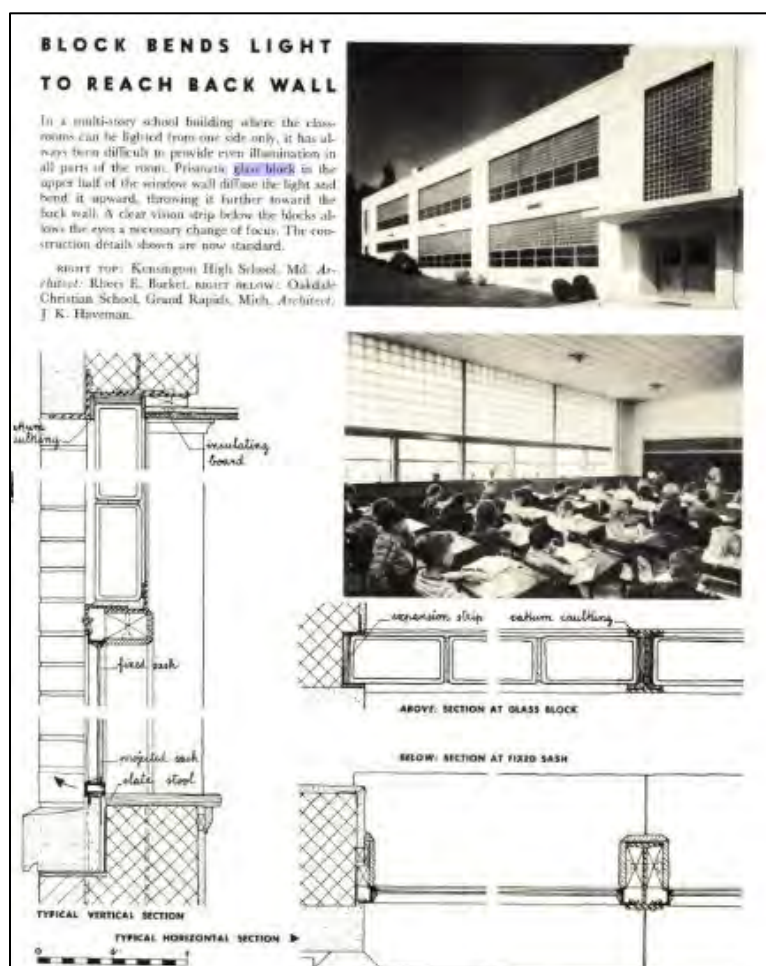 BLOCK BENDS LIGHT
TO REACH BACK WALL
In a multi-story school building where the class-
rooms can be lighted from one side only, it has al-
ways been difficult to provide even illumination in
all parts of the room. Prismatic glass block in the
upper half of the window wall diffuse the light and
bend it upward, throwing it further toward the
back wall. A clear vision strip below the blocks al-
lows the eyes a necessary change of focus. The con-
struction details shown are now standard.
RIGHT TOP: Kensington High School, Md. Ar-
chitect: Rhees E. Burket. RIGHT BELOW: Oakdale
Christian School, Grand Rapids, Mich. Architect:
J. K. Haveman.
insulating
board
fixed sash
projected sash
slate stool
TYPICAL VERTICAL SECTION
TYPICAL HORIZONTAL SECTION
0 6" 1'
expansion strip
oakum caulking
ABOVE: SECTION AT GLASS BLOCK
BELOW: SECTION AT FIXED SASH